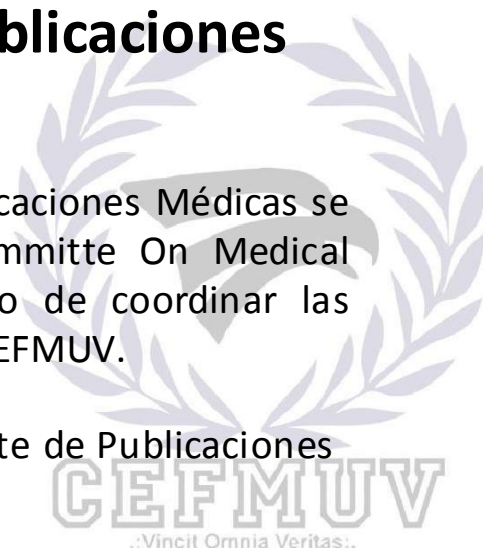 blicaciones
caciones Médicas se
mmitte On Medical
o de coordinar las
EFMUV.
te de Publicaciones
CEFMUV
.:Vincit Omnia Veritas:.